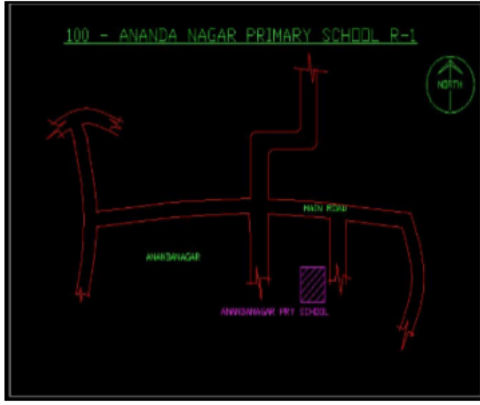 100 - ANANDA NAGAR PRIMARY SCHOOL R-1
NORTH
MAIN ROAD
ANANDANAGAR
ANANDANAGAR PRY SCHOOL